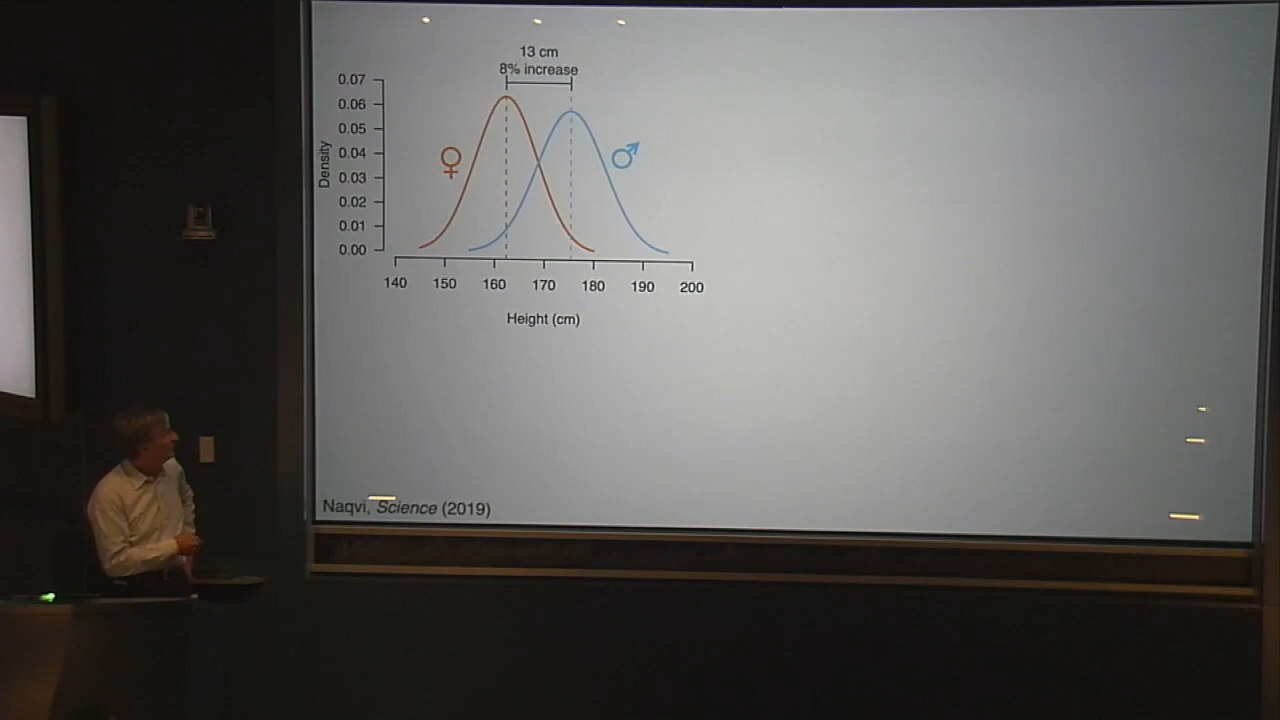 13 cm
8% increase
0.07
0.06
0.05
0.04
0.03
0.02
0.01
0.00
Density
♀
♂
140 150 160 170 180 190 200
Height (cm)
Naqvi, Science (2019)